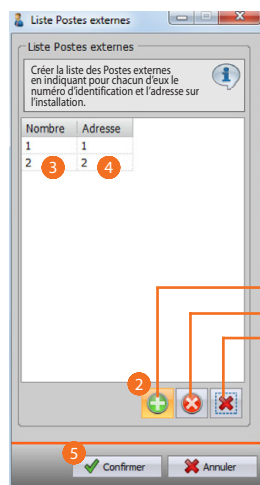 Liste Postes externes
Liste Postes externes
Créer la liste des Postes externes
en indiquant pour chacun d'eux le
numéro d'identification et l'adresse sur
l'installation.
Nombre Adresse
1 1
2 3 2 4
2
5
Confirmer Annuler